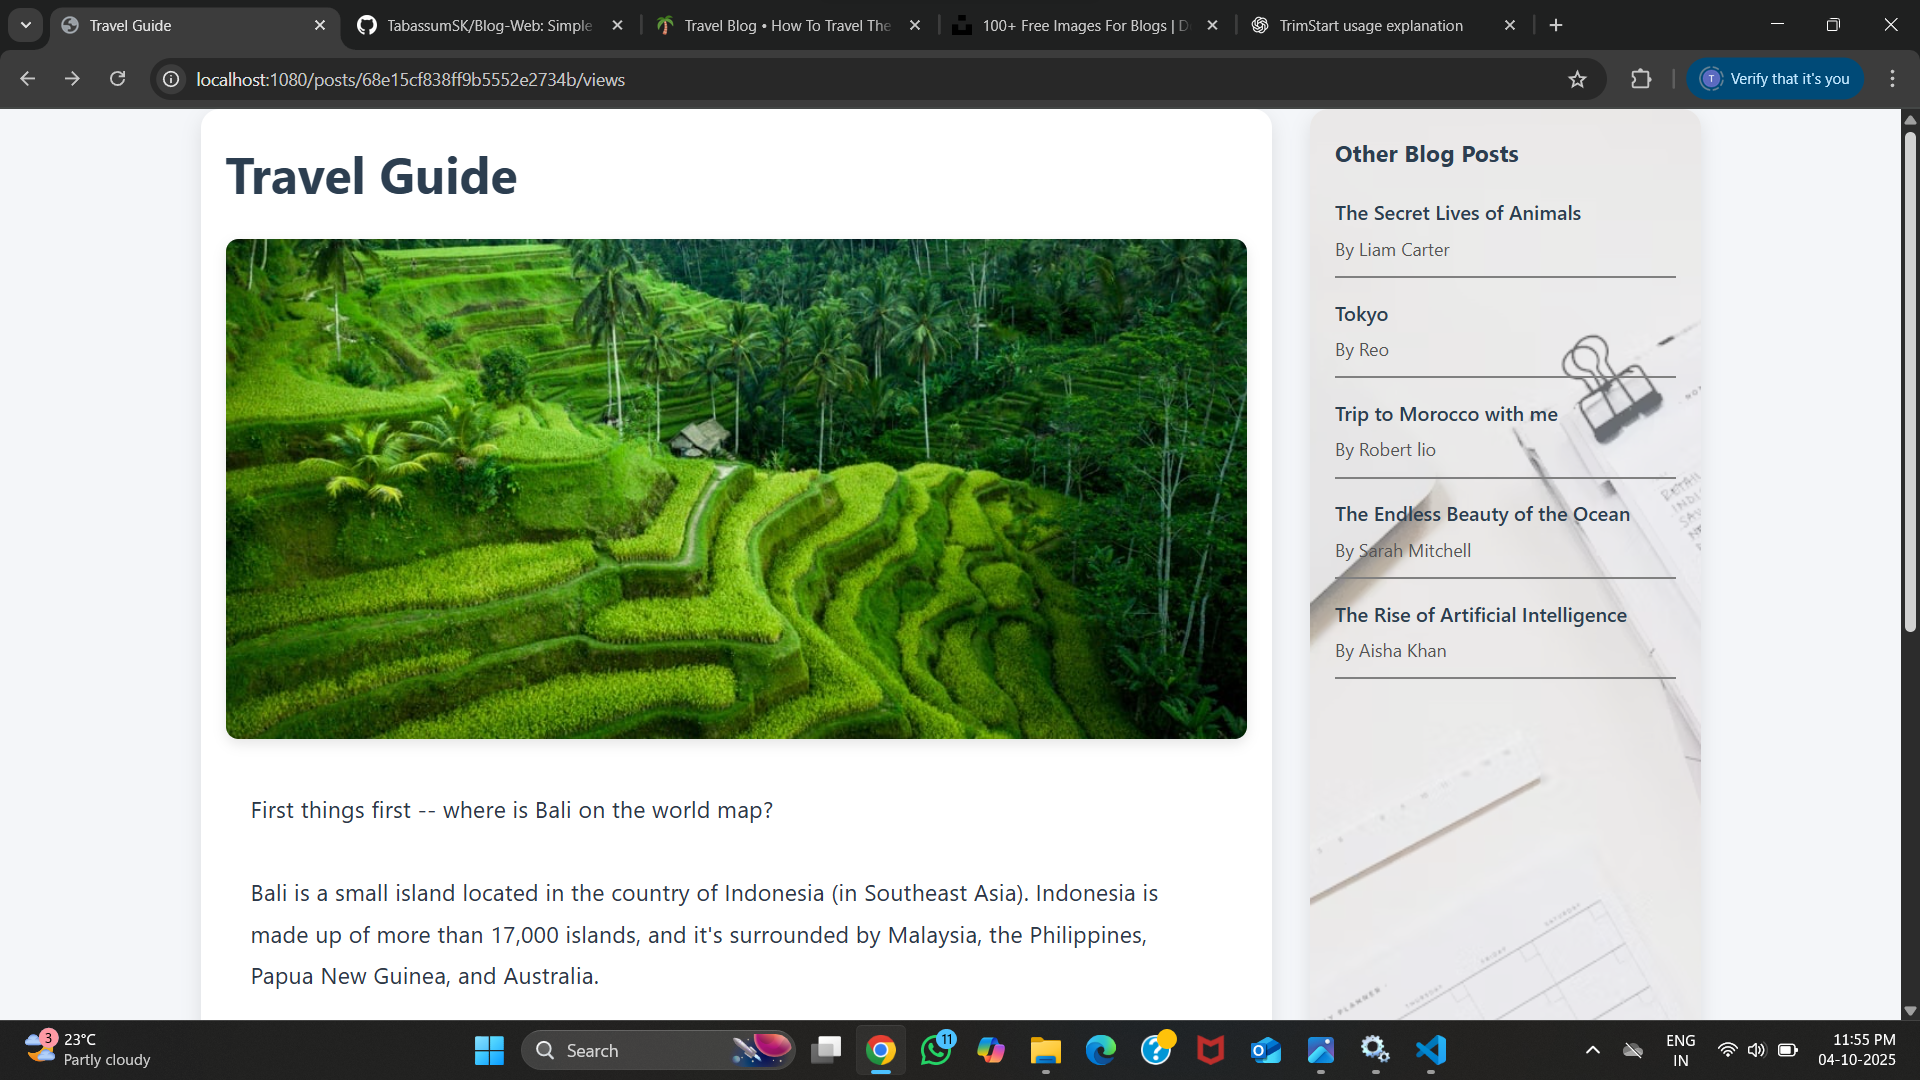 Travel Guide
TabassumSK/Blog-Web: Simple
Travel Blog • How To Travel The
100+ Free Images For Blogs | D
TrimStart usage explanation
localhost:1080/posts/68e15cf838ff9b5552e2734b/views
T
Verify that it's you
Travel Guide
First things first -- where is Bali on the world map?
Bali is a small island located in the country of Indonesia (in Southeast Asia). Indonesia is
made up of more than 17,000 islands, and it's surrounded by Malaysia, the Philippines,
Papua New Guinea, and Australia.
Other Blog Posts
The Secret Lives of Animals
By Liam Carter
Tokyo
By Reo
Trip to Morocco with me
By Robert lio
The Endless Beauty of the Ocean
By Sarah Mitchell
The Rise of Artificial Intelligence
By Aisha Khan
SATURDAY
FRIDAY
THURSDAY
PLANNER
3
23°C
Partly cloudy
Search
11
ENG
IN
11:55 PM
04-10-2025